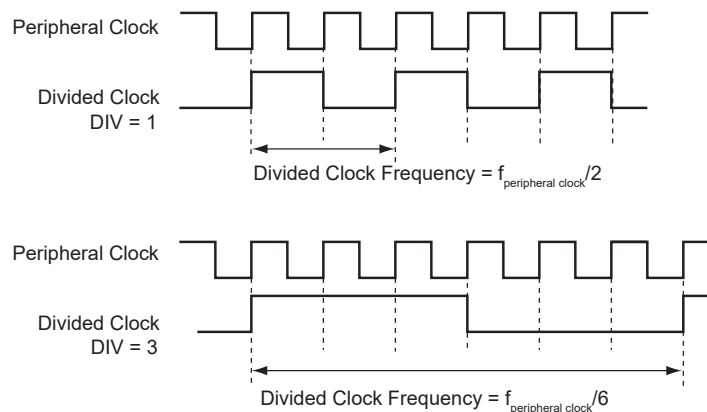 Peripheral Clock
Divided Clock
DIV = 1
Divided Clock Frequency = fperipheral clock/2
Peripheral Clock
Divided Clock
DIV = 3
Divided Clock Frequency = fperipheral clock/6